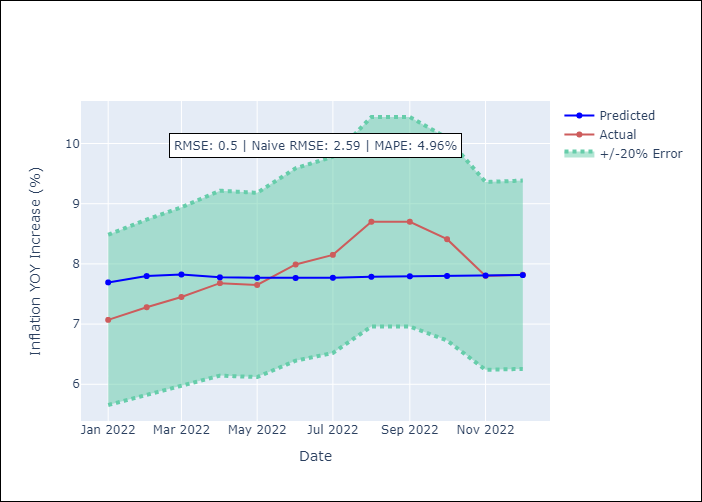 RMSE: 0.5 | Naive RMSE: 2.59 | MAPE: 4.96%
Predicted
Actual
+/-20% Error
Inflation YOY Increase (%)
10
9
8
7
6
Jan 2022
Mar 2022
May 2022
Jul 2022
Sep 2022
Nov 2022
Date